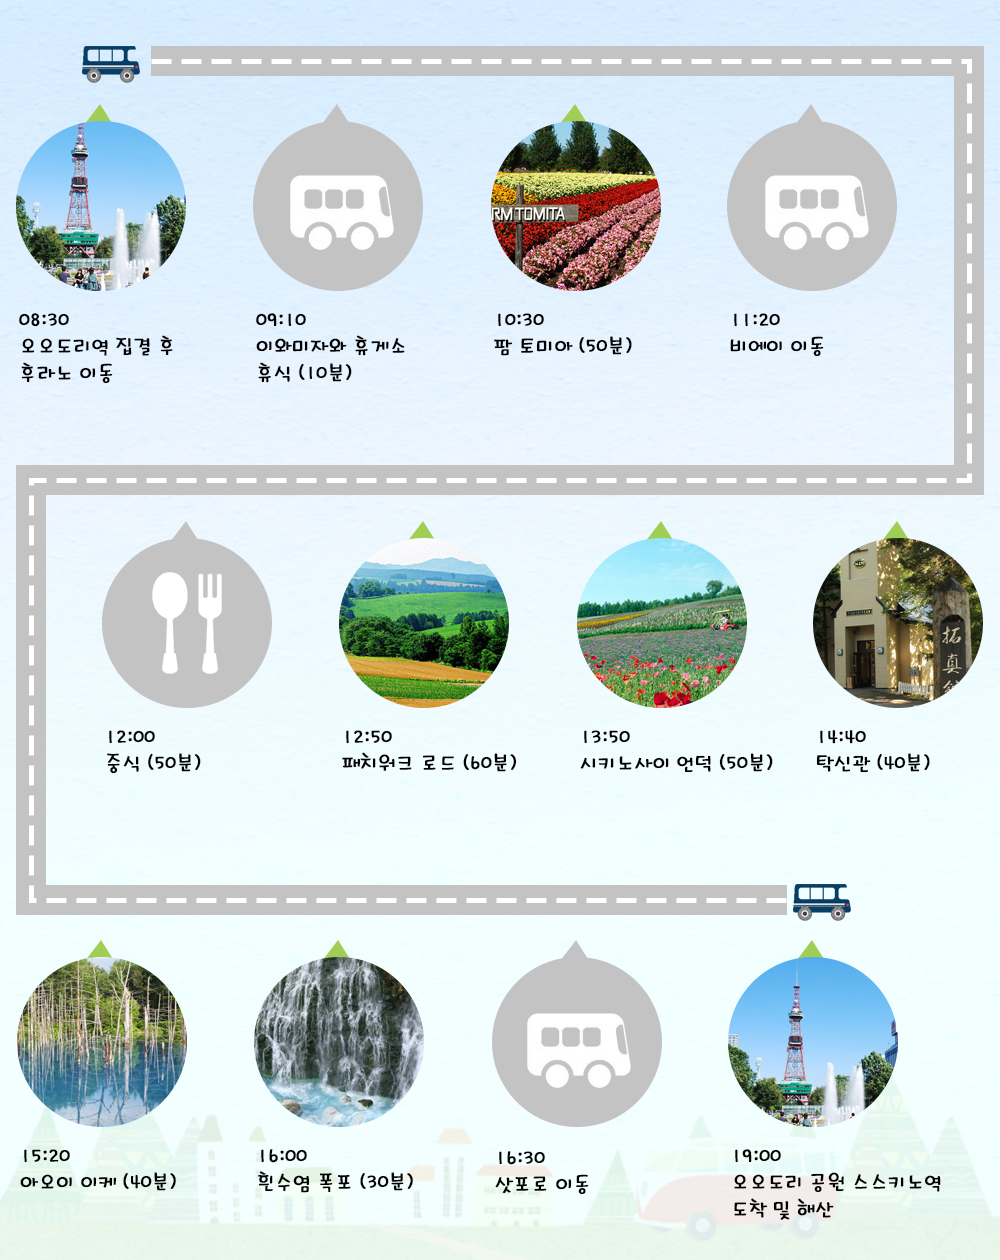 RM TOMITA
08:30
오오도리역 집결 후
후라노 이동
09:10
이와미자와 휴게소
휴식 (10분)
10:30
팜 토미아 (50분)
11:20
비에이 이동
拓真
12:00
중식 (50분)
12:50
패치워크 로드 (60분)
13:50
시키노사이 언덕 (50분)
14:40
탁신관 (40분)
15:20
아오이 이케 (40분)
16:00
흰수염 폭포 (30분)
16:30
삿포로 이동
19:00
오오도리 공원 스스키노역
도착 및 해산